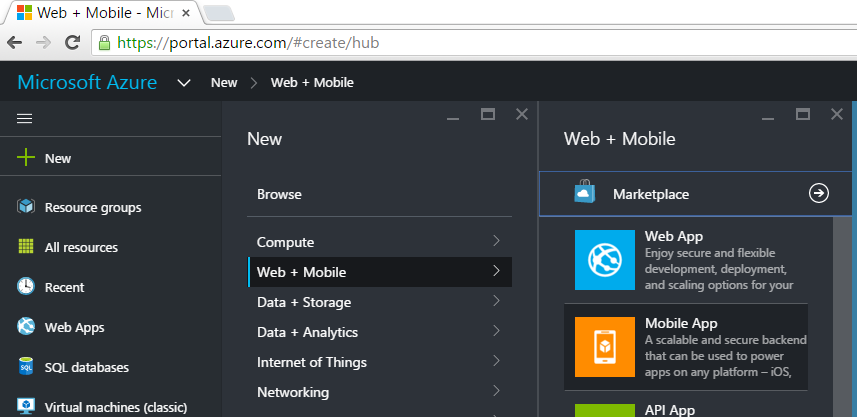 Web + Mobile - Micr
https://portal.azure.com/#create/hub
Microsoft Azure
New
Web + Mobile
New
Resource groups
All resources
Recent
Web Apps
SQL databases
Virtual machines (classic)
New
Browse
Compute
Web + Mobile
Data + Storage
Data + Analytics
Internet of Things
Networking
Web + Mobile
Marketplace
Web App
Enjoy secure and flexible
development, deployment,
and scaling options for your
Mobile App
A scalable and secure backend
that can be used to power
apps on any platform – iOS,
API App